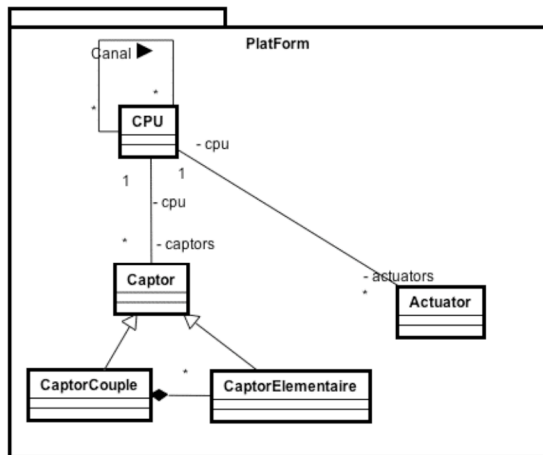 PlatForm
Canal ►
*
*
CPU
- cpu
1
1
-cpu
*
- captors
- actuators
*
Captor
Actuator
CaptorCouple
*
CaptorElementaire